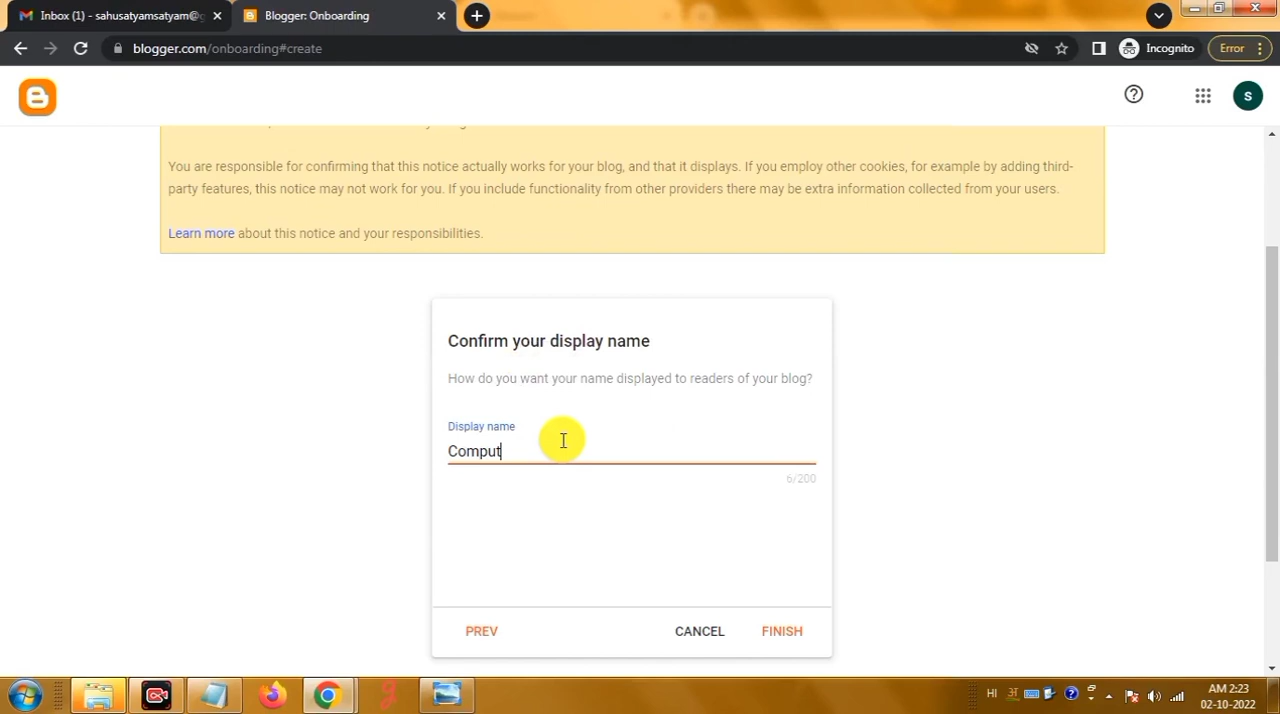 Inbox (1) - sahusatyamsatyam@g
Blogger: Onboarding
blogger.com/onboarding#create
Incognito
Error
S
You are responsible for confirming that this notice actually works for your blog, and that it displays. If you employ other cookies, for example by adding third-
party features, this notice may not work for you. If you include functionality from other providers there may be extra information collected from your users.
Learn more about this notice and your responsibilities.
Confirm your display name
How do you want your name displayed to readers of your blog?
Display name
Comput
6/200
PREV
CANCEL
FINISH
HI
AM 2:23
02-10-2022